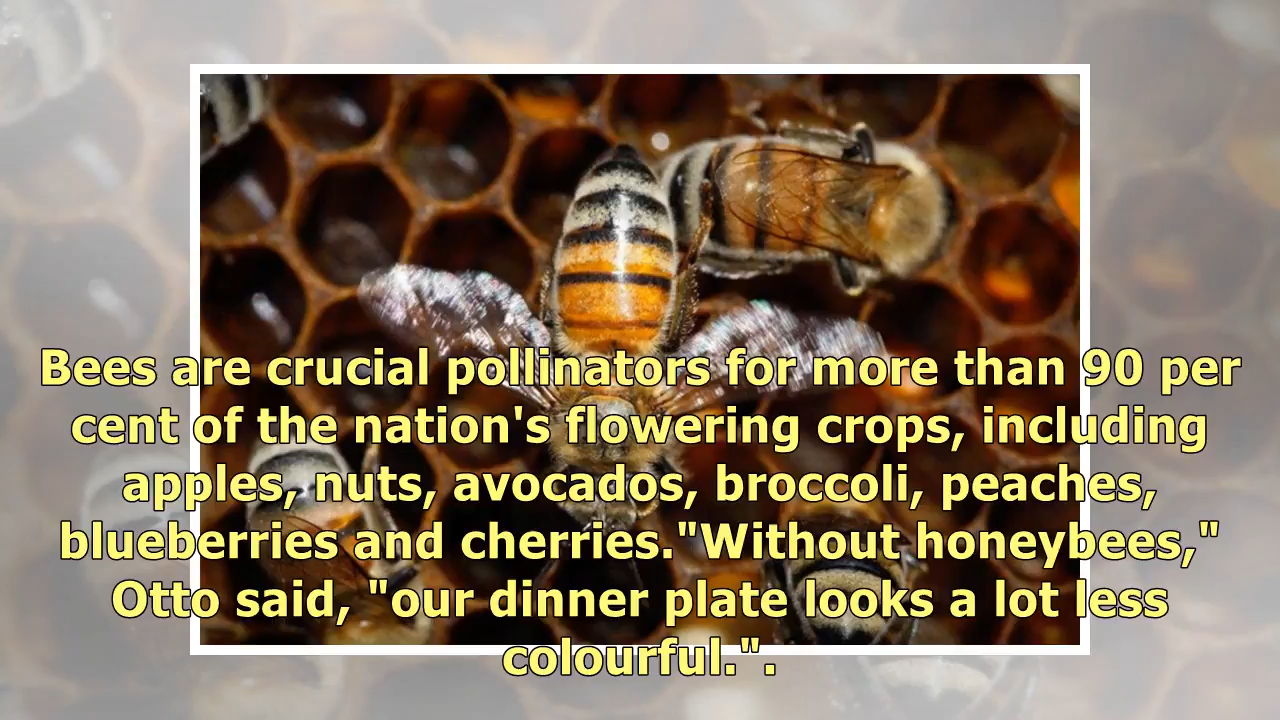 Bees are crucial pollinators for more than 90 per
cent of the nation's flowering crops, including
apples, nuts, avocados, broccoli, peaches,
blueberries and cherries."Without honeybees,"
Otto said, "our dinner plate looks a lot less
colourful.".